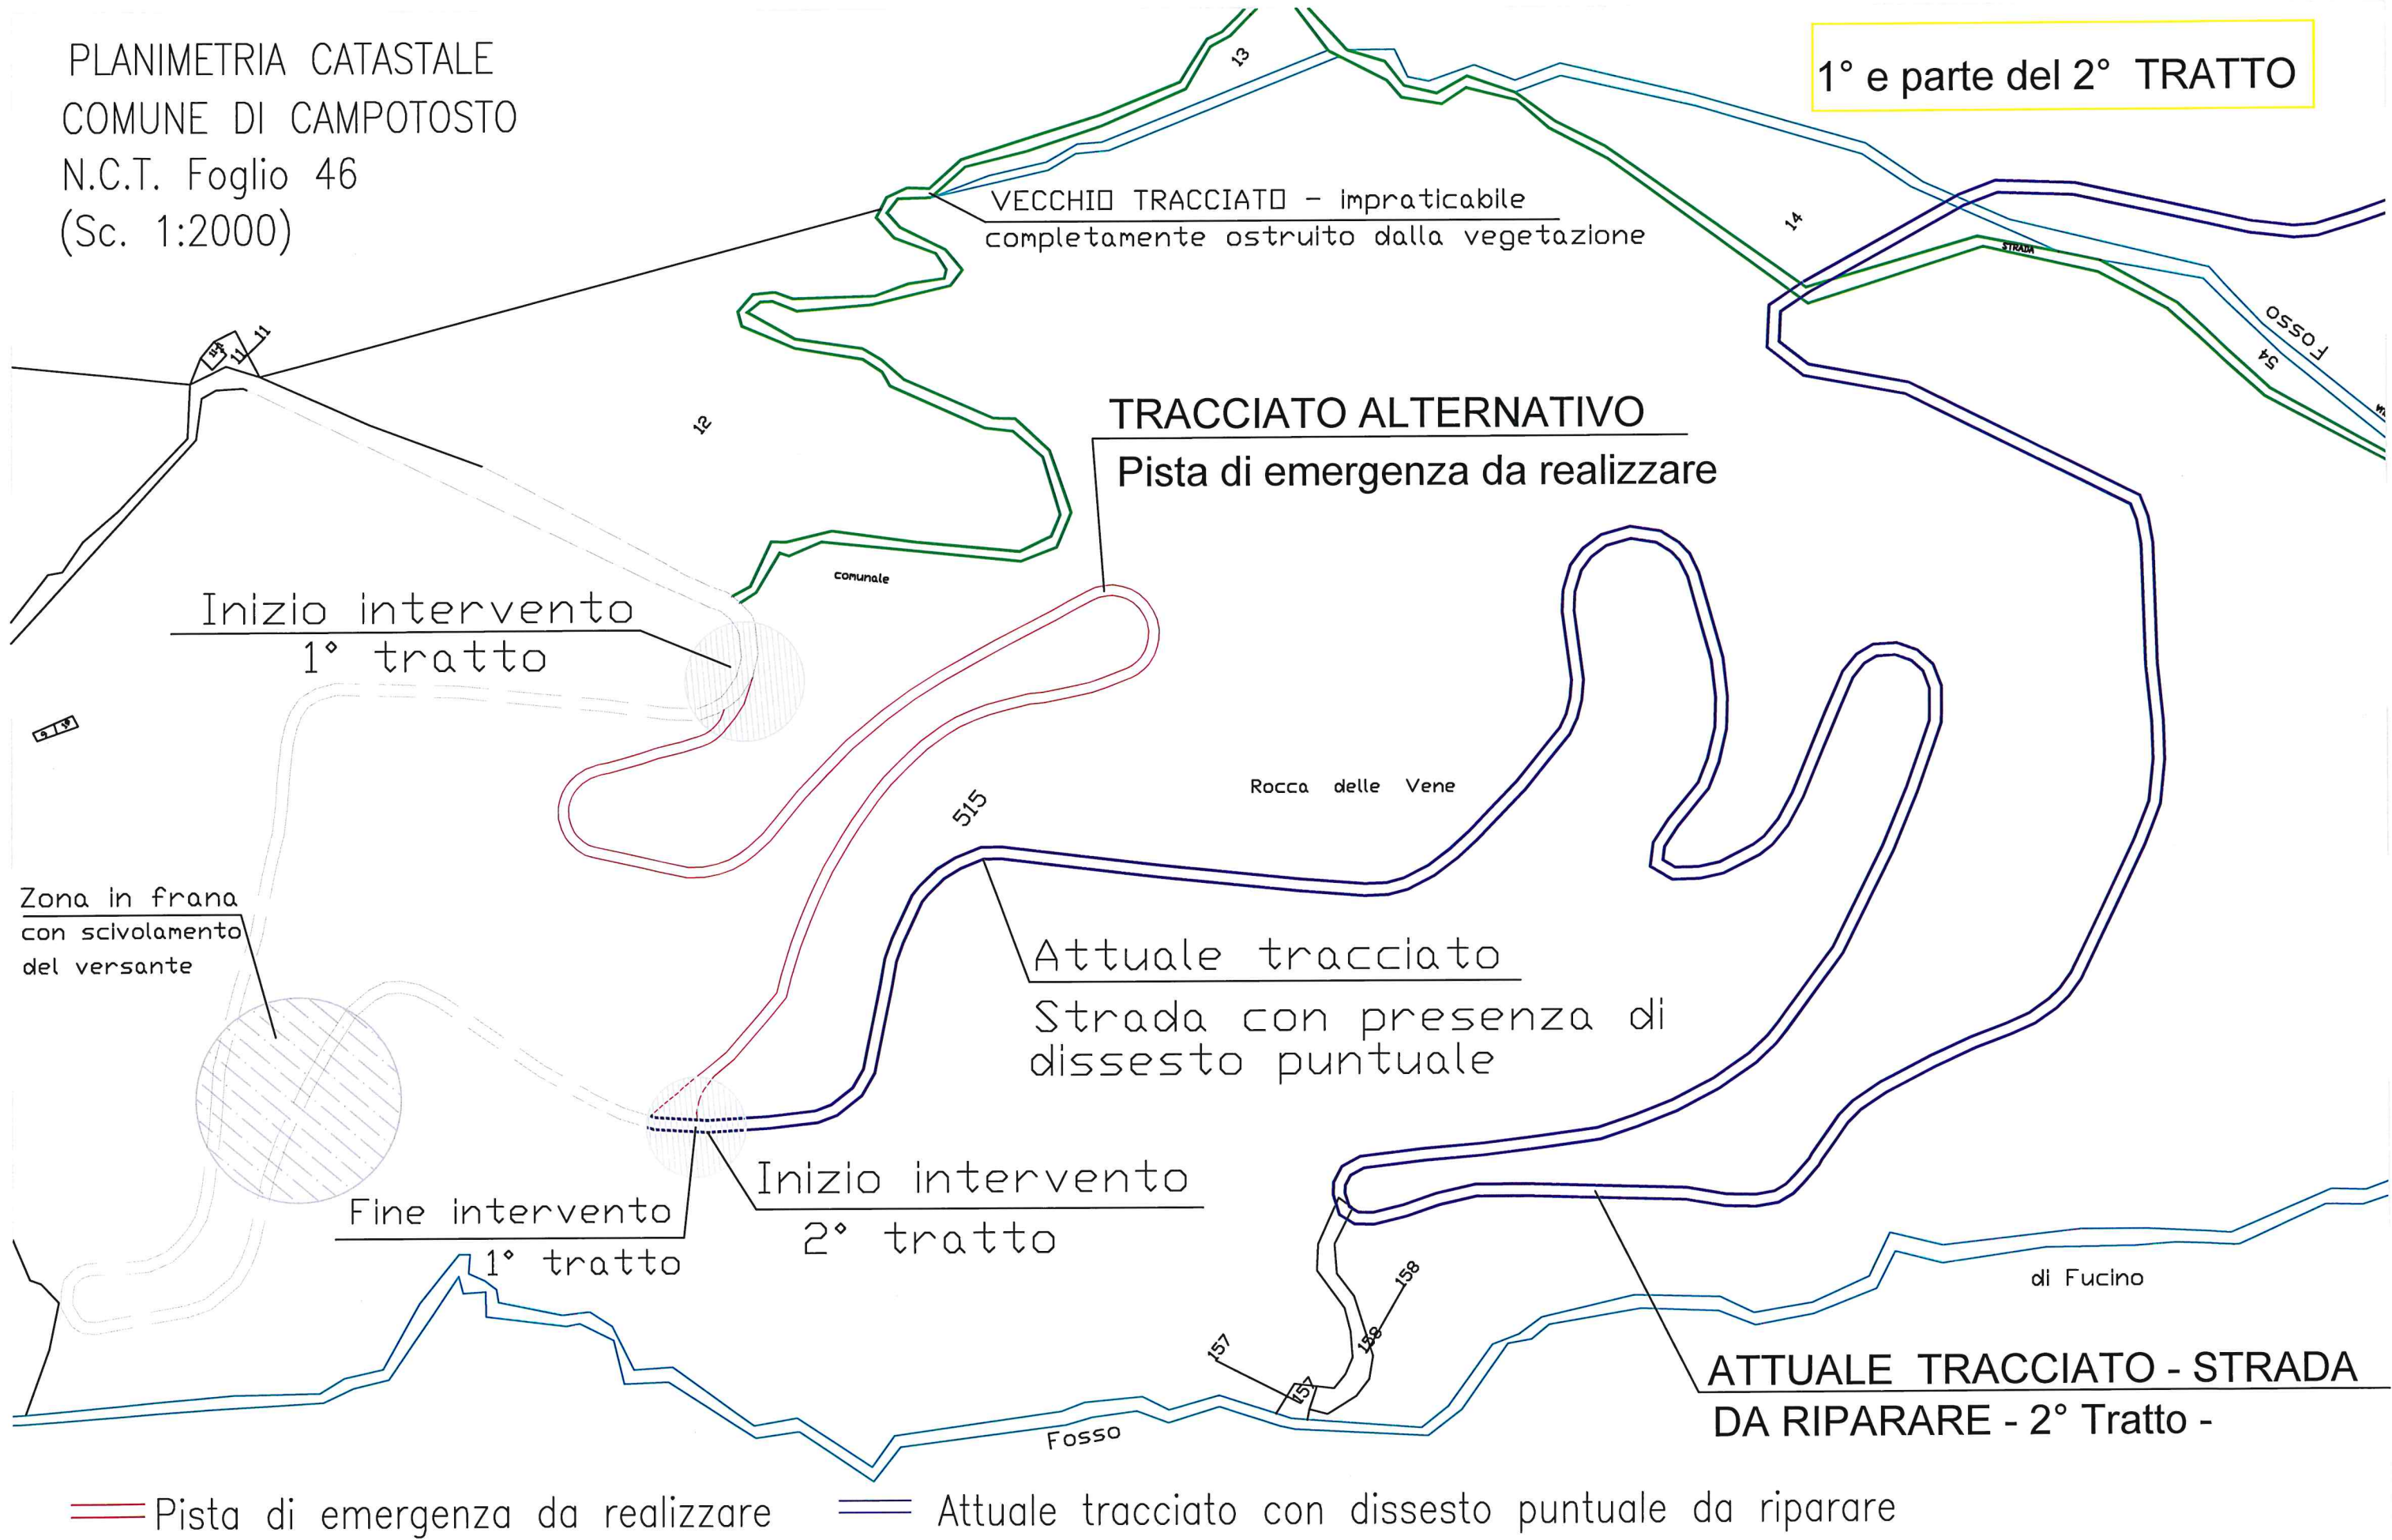 PLANIMETRIA CATASTALE
COMUNE DI CAMPOTOSTO
N.C.T. Foglio 46
(Sc. 1:2000)
1° e parte del 2° TRATTO
13
VECCHIO TRACCIATO - impraticabile
completamente ostruito dalla vegetazione
14
STRADA
FOSSO
54
11
11
12
TRACCIATO ALTERNATIVO
Pista di emergenza da realizzare
comunale
Inizio intervento
1° tratto
9
515
Rocca delle Vene
Zona in frana
con scivolamento
del versante
Attuale tracciato
Strada con presenza di
dissesto puntuale
Inizio intervento
2° tratto
Fine intervento
1° tratto
di Fucino
158
158
157
157
ATTUALE TRACCIATO - STRADA
DA RIPARARE - 2° Tratto -
Fosso
Pista di emergenza da realizzare
Attuale tracciato con dissesto puntuale da riparare